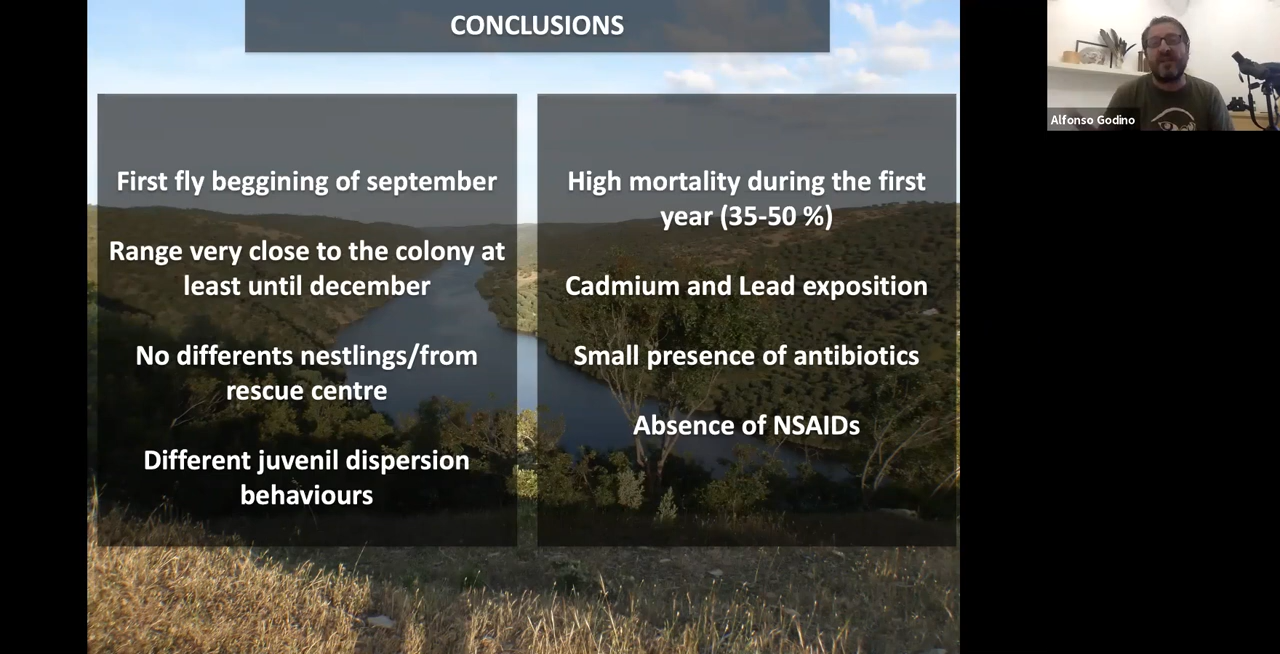 CONCLUSIONS
First fly beggining of september
Range very close to the colony at
least until december
No differents nestlings/from
rescue centre
Different juvenil dispersion
behaviours
High mortality during the first
year (35-50 %)
Cadmium and Lead exposition
Small presence of antibiotics
Absence of NSAIDs
Alfonso Godino